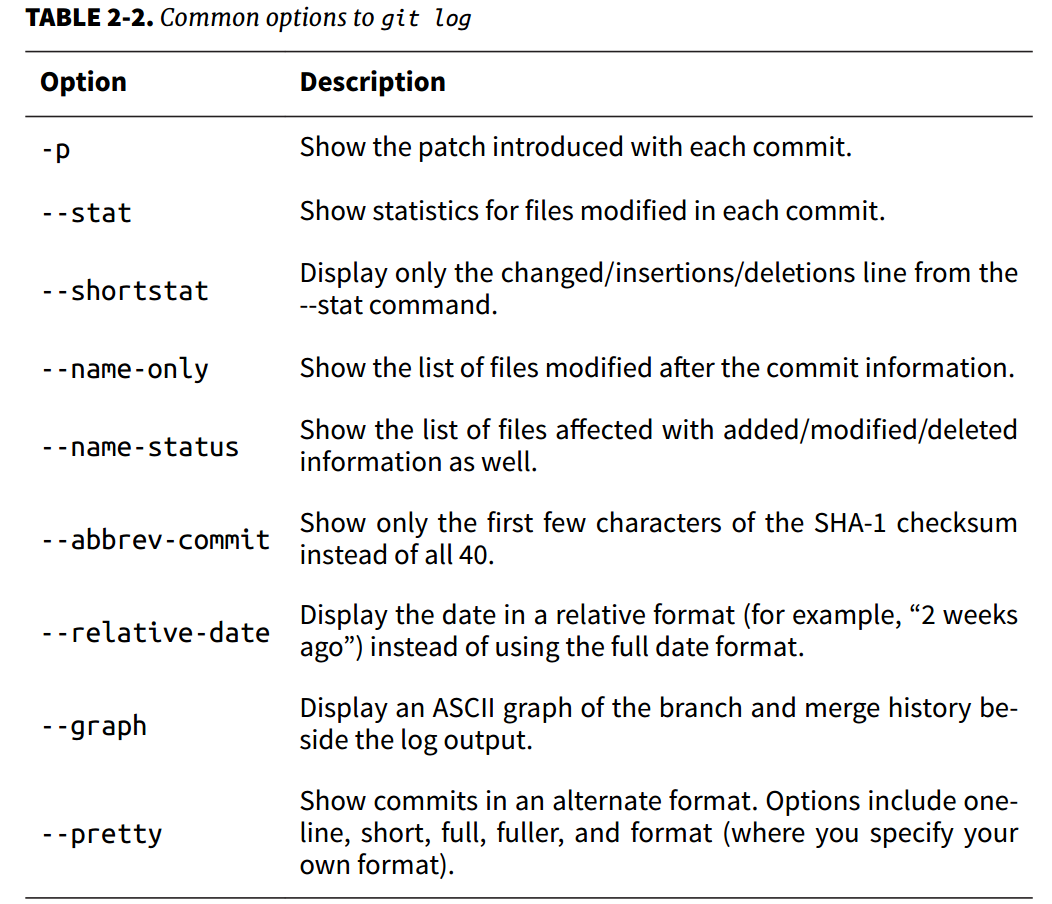 TABLE 2-2. Common options to git log
Option Description
-p Show the patch introduced with each commit.
--stat Show statistics for files modified in each commit.
--shortstat Display only the changed/insertions/deletions line from the
--stat command.
--name-only Show the list of files modified after the commit information.
--name-status Show the list of files affected with added/modified/deleted
information as well.
--abbrev-commit Show only the first few characters of the SHA-1 checksum
instead of all 40.
--relative-date Display the date in a relative format (for example, “2 weeks
ago”) instead of using the full date format.
--graph Display an ASCII graph of the branch and merge history be-
side the log output.
--pretty Show commits in an alternate format. Options include one-
line, short, full, fuller, and format (where you specify your
own format).